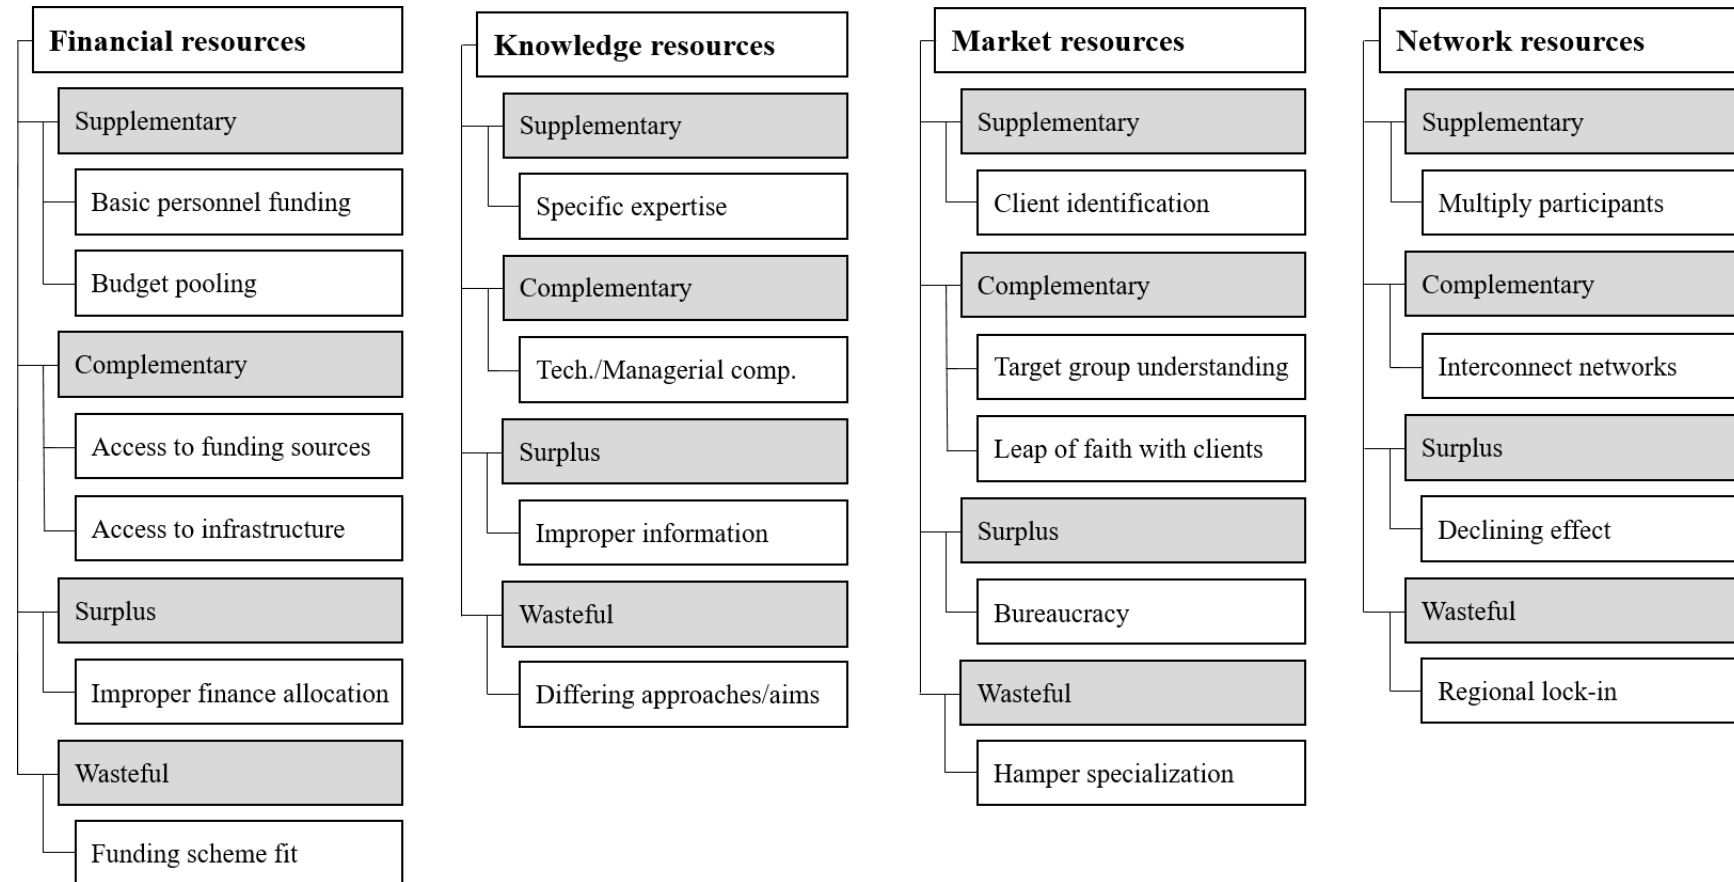 Financial resources
Supplementary
Basic personnel funding
Budget pooling
Complementary
Access to funding sources
Access to infrastructure
Surplus
Improper finance allocation
Wasteful
Funding scheme fit
Knowledge resources
Supplementary
Specific expertise
Complementary
Tech./Managerial comp.
Surplus
Improper information
Wasteful
Differing approaches/aims
Market resources
Supplementary
Client identification
Complementary
Target group understanding
Leap of faith with clients
Surplus
Bureaucracy
Wasteful
Hamper specialization
Network resources
Supplementary
Multiply participants
Complementary
Interconnect networks
Surplus
Declining effect
Wasteful
Regional lock-in